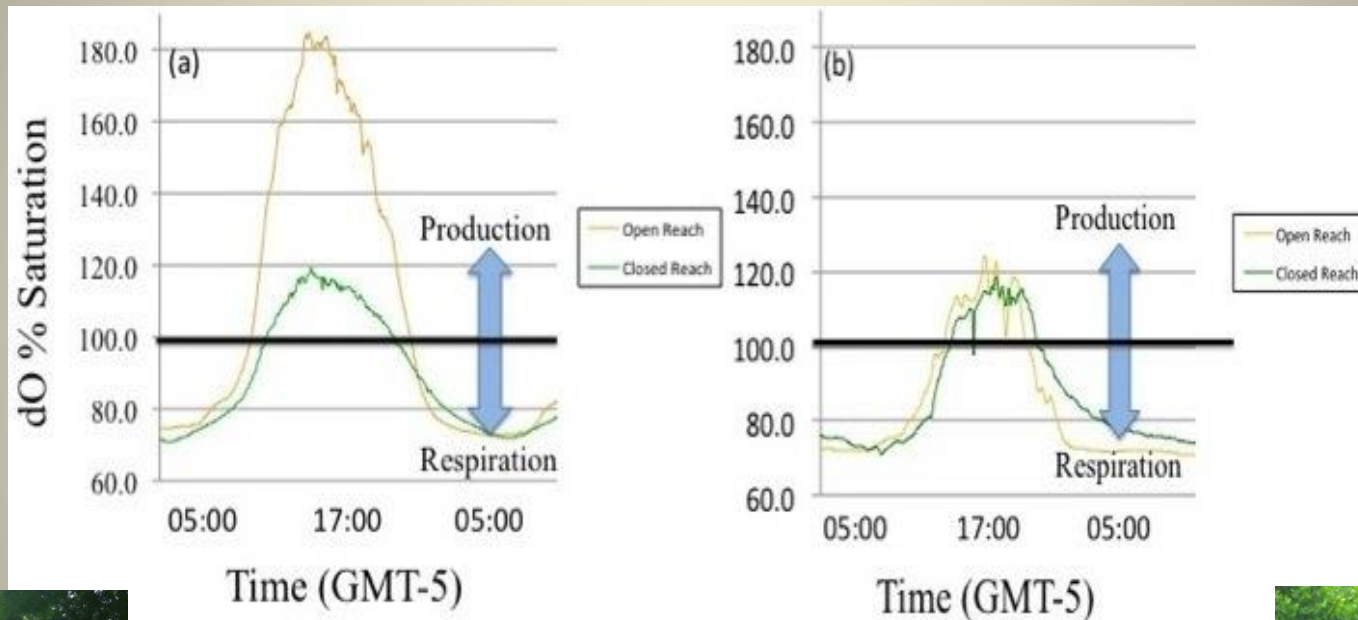 dO % Saturation
(a)
180.0
160.0
140.0
120.0
100.0
80.0
60.0
Production
Respiration
Open Reach
Closed Reach
05:00
17:00
05:00
Time (GMT-5)
(b)
180.0
160.0
140.0
120.0
100.0
80.0
60.0
Production
Respiration
Open Reach
Closed Reach
05:00
17:00
05:00
Time (GMT-5)